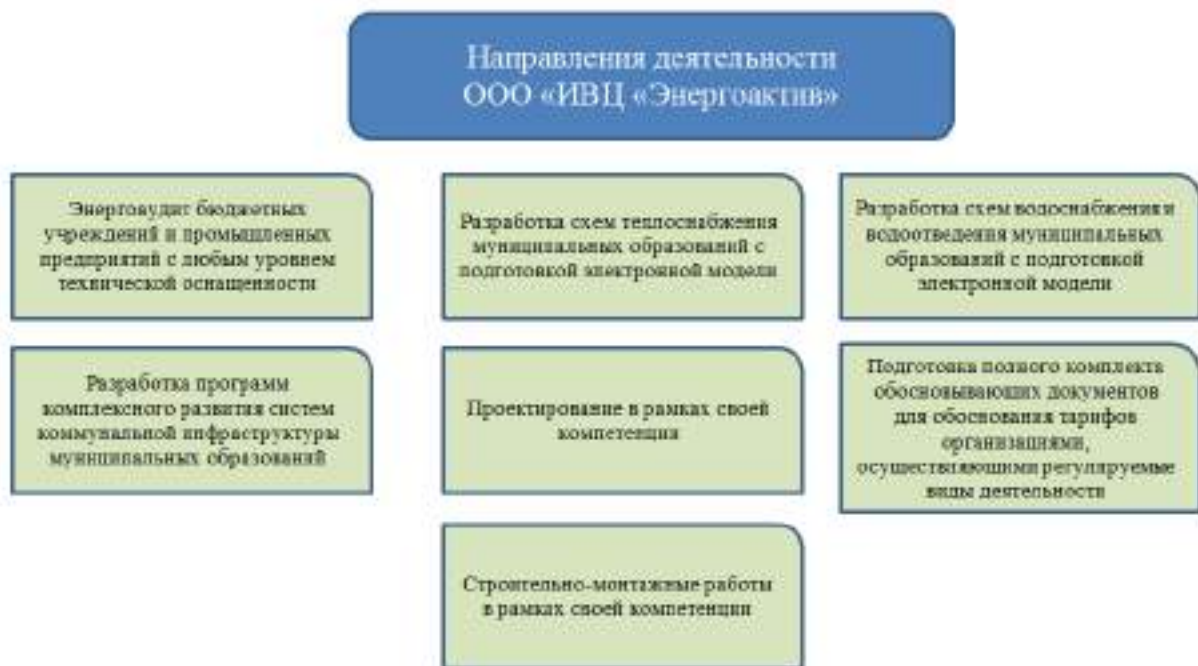 Направления деятельности
ООО «ИВЦ «Энергоактив»
Энергоаудит бюджетных
учреждений и промышленных
предприятий с любым уровнем
технической оснащенности
Разработка схем теплоснабжения
муниципальных образований с
подготовкой электронной модели
Разработка схем водоснабжения и
водоотведения муниципальных
образований с подготовкой
электронной модели
Разработка программ
комплексного развития систем
коммунальной инфраструктуры
муниципальных образований
Проектирование в рамках своей
компетенции
Подготовка полного комплекта
обосновывающих документов
для обоснования тарифов
организациями,
осуществляющими регулируемые
виды деятельности
Строительно-монтажные работы
в рамках своей компетенции